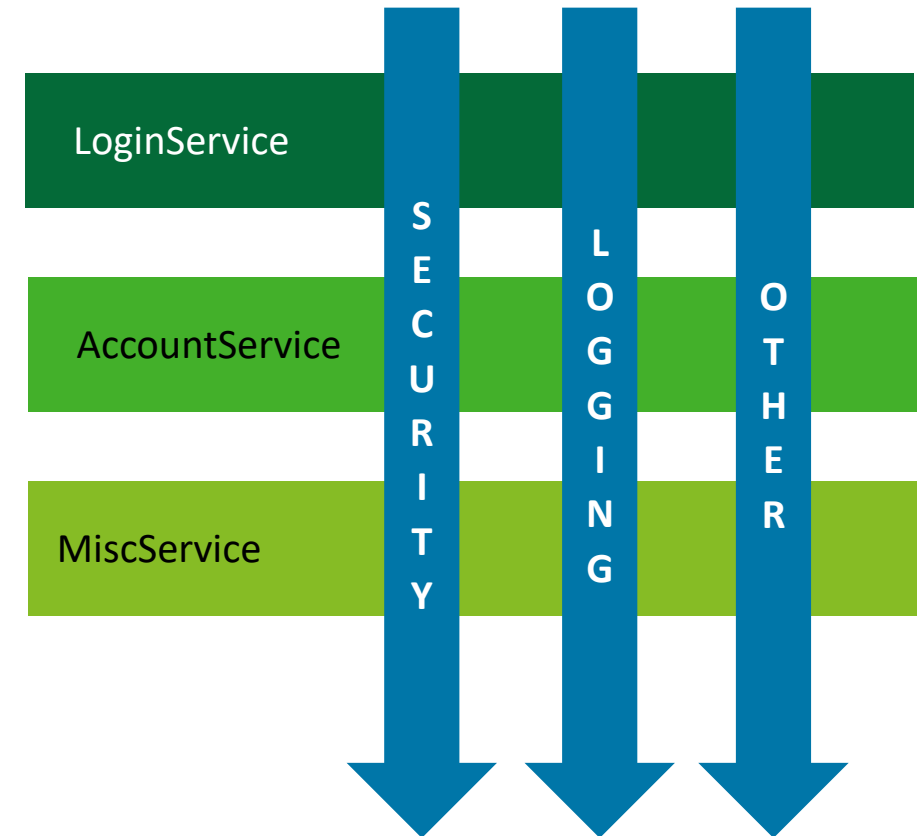 LoginService
AccountService
MiscService
SECURITY
LOGGING
OTHER